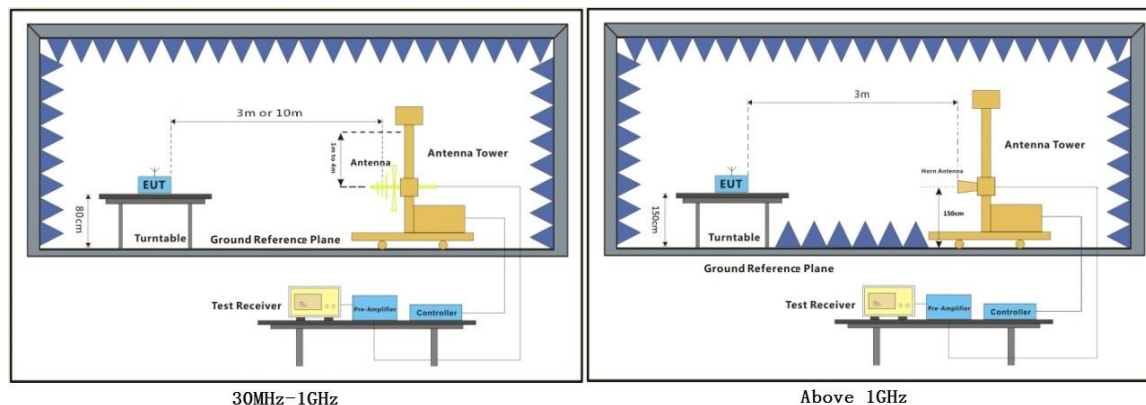 3m or 10m
1m to 4m
Antenna
Antenna Tower
EUT
80cm
Turntable
Ground Reference Plane
Test Receiver
Pre-Amplifier
Controller
30MHz-1GHz
3m
Antenna Tower
Horn Antenna
EUT
150cm
150cm
Turntable
Ground Reference Plane
Test Receiver
Pre-Amplifier
Controller
Above 1GHz